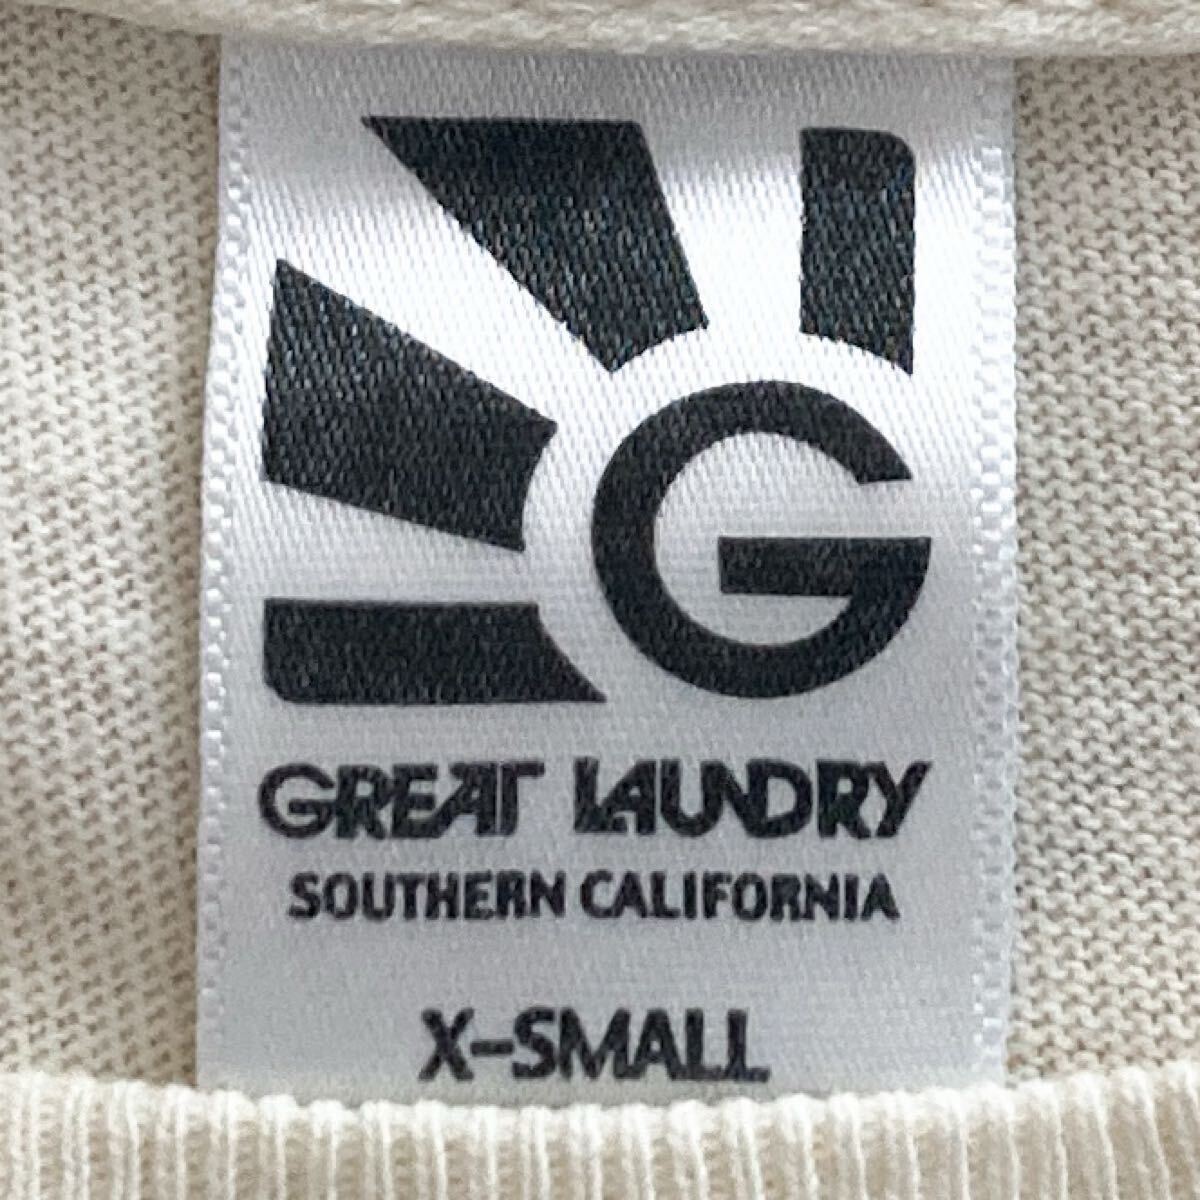 G
GREAT LAUNDRY
SOUTHERN CALIFORNIA
X-SMALL